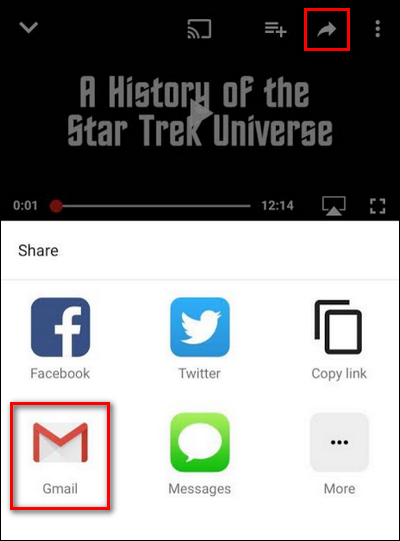 A History of the
Star Trek Universe
0:01 12:14
Share
Facebook Twitter Copy link
Gmail Messages More